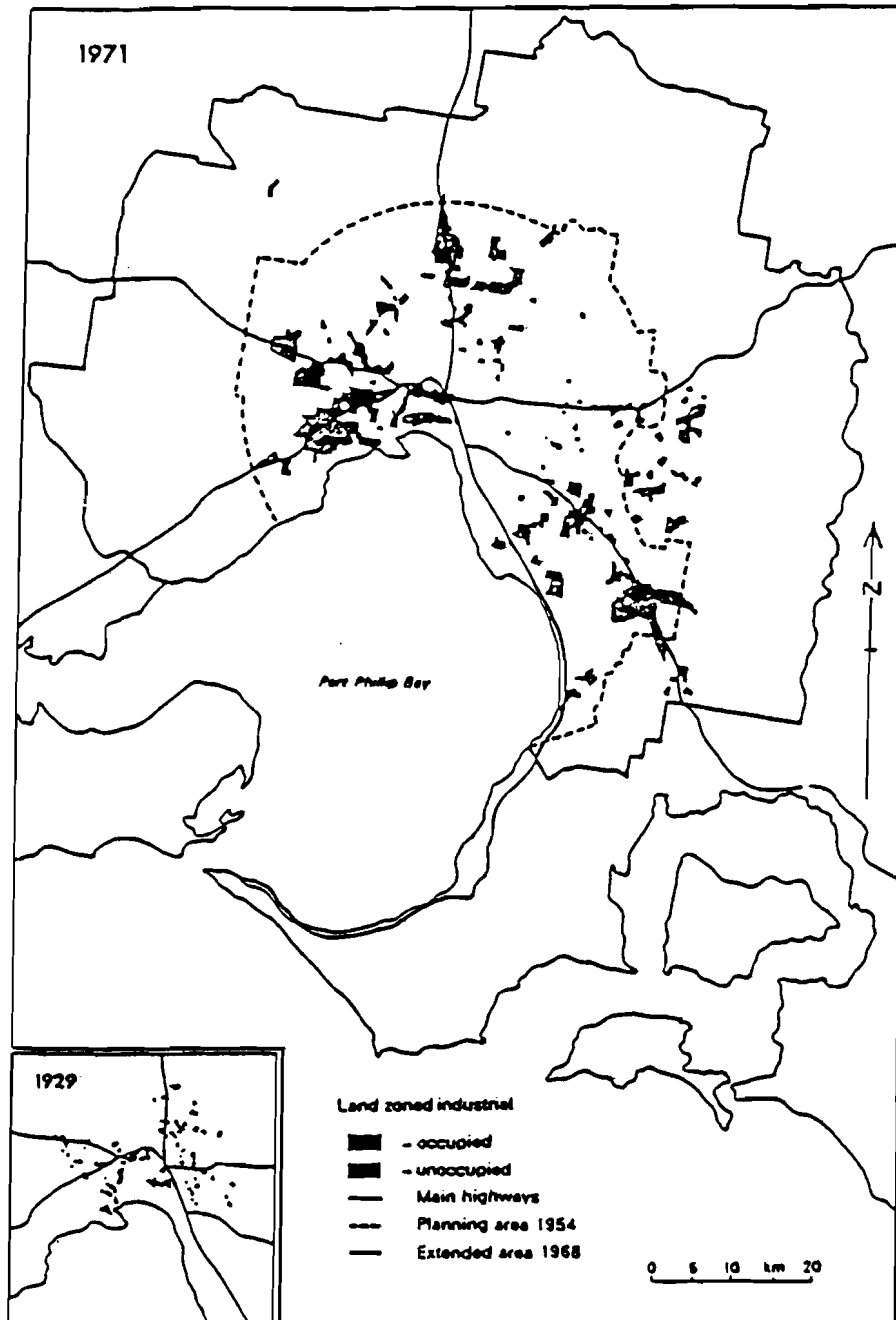 1971
Port Phillip Bay
N
1929
Land zoned industrial
- occupied
- unoccupied
Main highways
Planning area 1954
Extended area 1968
0 5 10 km 20